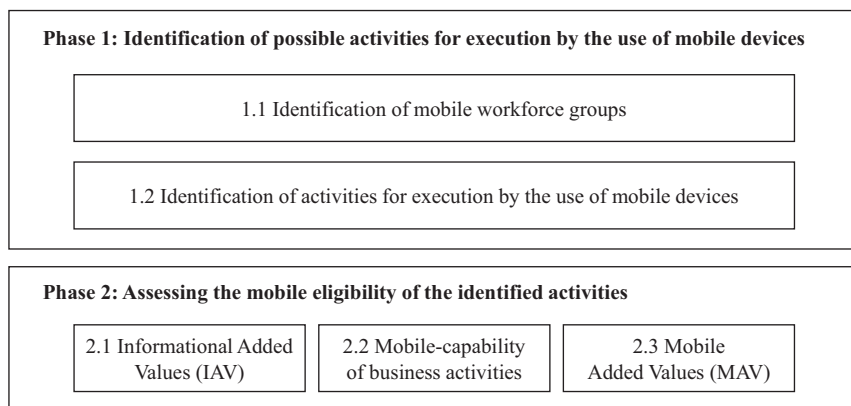 Phase 1: Identification of possible activities for execution by the use of mobile devices
1.1 Identification of mobile workforce groups
1.2 Identification of activities for execution by the use of mobile devices
Phase 2: Assessing the mobile eligibility of the identified activities
2.1 Informational Added
Values (IAV)
2.2 Mobile-capability
of business activities
2.3 Mobile
Added Values (MAV)